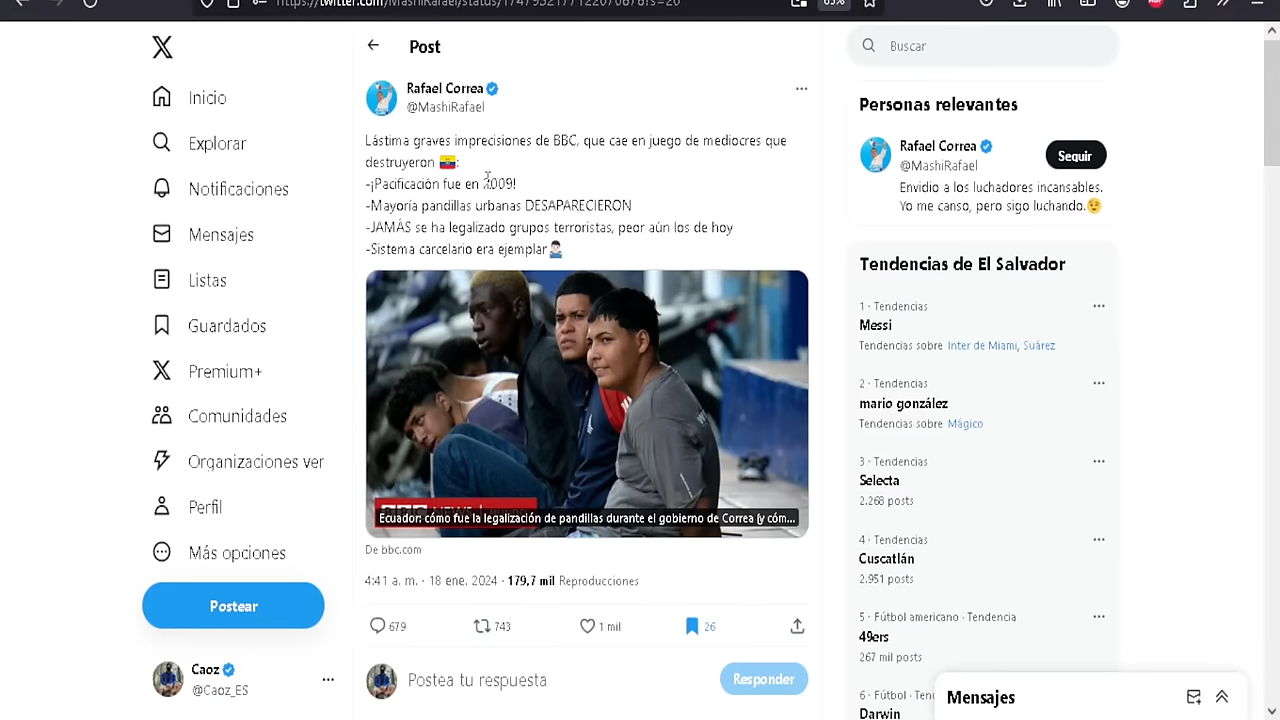 Inicio
Explorar
Notificaciones
Mensajes
Listas
Guardados
Premium+
Comunidades
Organizaciones ver
Perfil
Más opciones
Postear
Caoz
@Caoz_ES
Post
Rafael Correa
@MashiRafael
Lástima graves imprecisiones de BBC, que cae en juego de mediocres que
destruyeron 🇪🇨:
-¡Pacificación fue en 2009!
-Mayoría pandillas urbanas DESAPARECIERON
-JAMÁS se ha legalizado grupos terroristas, peor aún los de hoy
-Sistema carcelario era ejemplar🤷🏻‍♂️
Ecuador: cómo fue la legalización de pandillas durante el gobierno de Correa (y cóm...
De bbc.com
4:41 a. m. · 18 ene. 2024 · 179,7 mil Reproducciones
679 743 1 mil 26
Postea tu respuesta
Responder
Buscar
Personas relevantes
Rafael Correa
@MashiRafael
Seguir
Envidio a los luchadores incansables.
Yo me canso, pero sigo luchando.😉
Tendencias de El Salvador
1 · Tendencias
Messi
Tendencias sobre Inter de Miami, Suárez
2 · Tendencias
mario gonzález
Tendencias sobre Mágico
3 · Tendencias
Selecta
2.268 posts
4 · Tendencias
Cuscatlán
2.951 posts
5 · Fútbol americano · Tendencia
49ers
267 mil posts
6 · Fútbol · Ten
Darwin
Mensajes